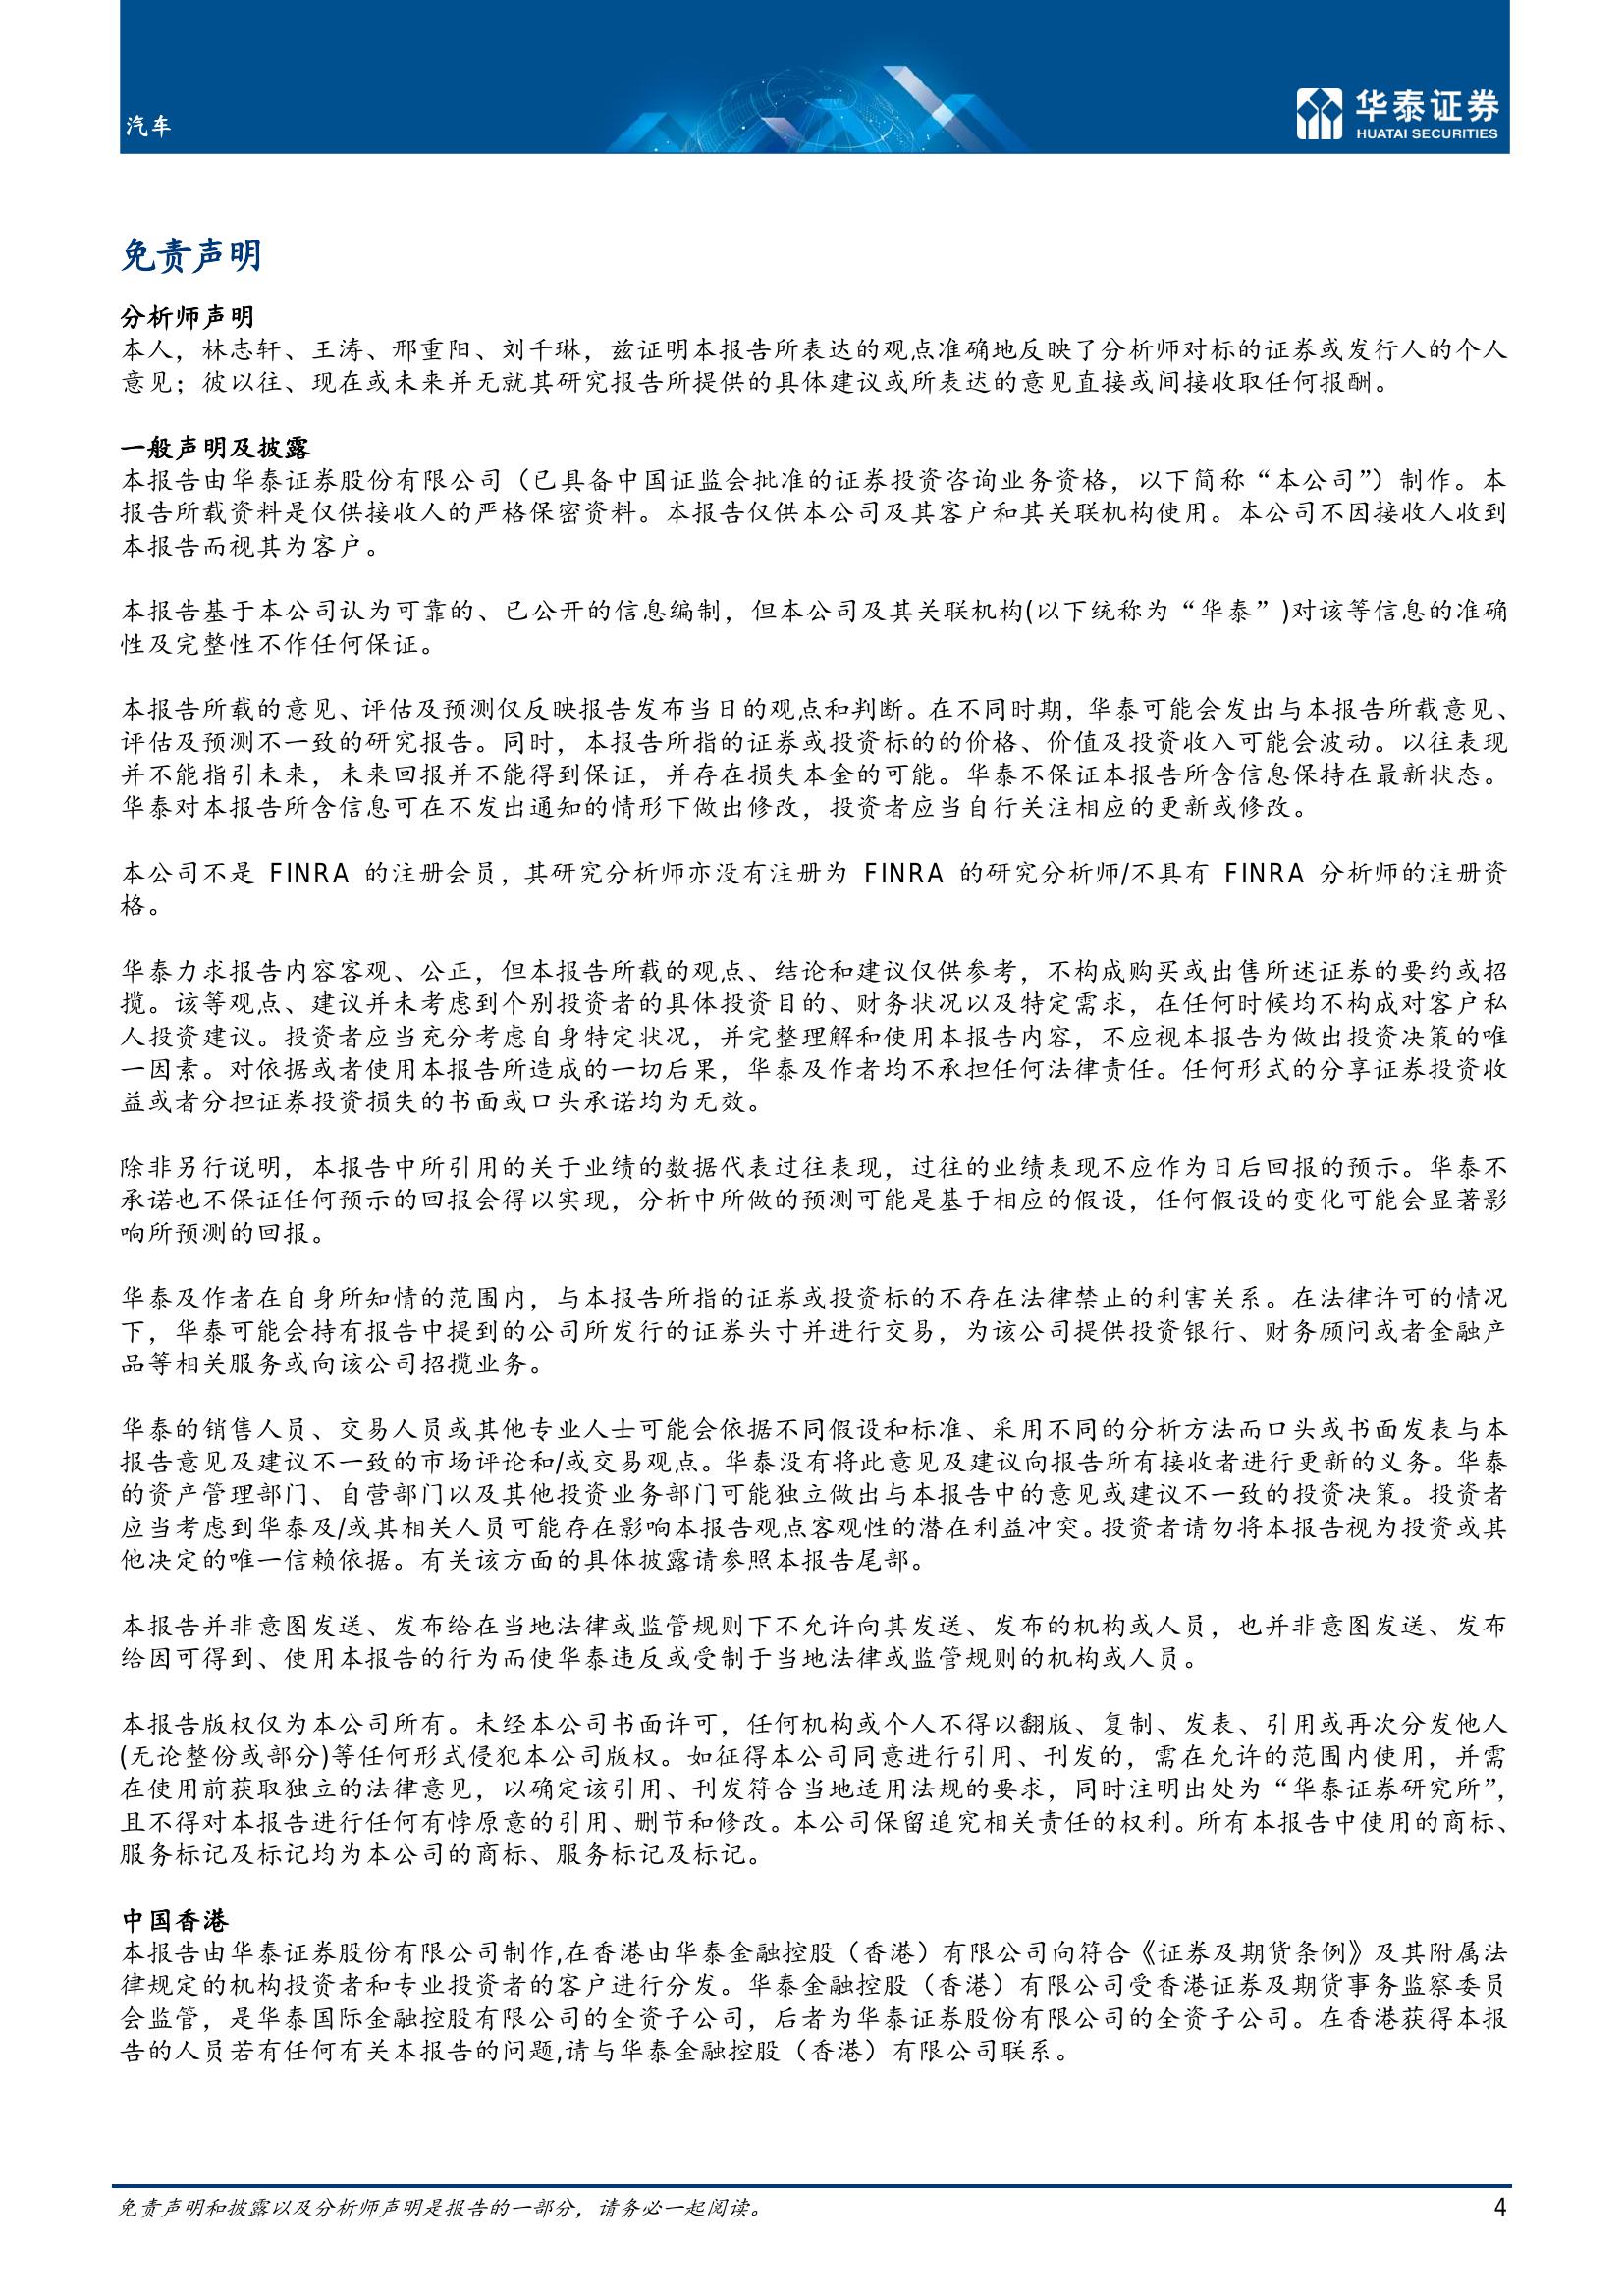 汽车
华泰证券
HUATAI SECURITIES
免责声明
分析师声明
本人，林志轩、王涛、邢重阳、刘千琳，兹证明本报告所表达的观点准确地反映了分析师对标的证券或发行人的个人
意见；彼以往、现在或未来并无就其研究报告所提供的具体建议或所表达的意见直接或间接收取任何报酬。
一般声明及披露
本报告由华泰证券股份有限公司（已具备中国证监会批准的证券投资咨询业务资格，以下简称“本公司”）制作。本
报告所载资料是仅供接收人的严格保密资料。本报告仅供本公司及其客户和其关联机构使用。本公司不因接收人收到
本报告而视其为客户。
本报告基于本公司认为可靠的、已公开的信息编制，但本公司及其关联机构(以下统称为“华泰”)对该等信息的准确
性及完整性不作任何保证。
本报告所载的意见、评估及预测仅反映报告发布当日的观点和判断。在不同时期，华泰可能会发出与本报告所载意见、
评估及预测不一致的研究报告。同时，本报告所指的证券或投资标的的价格、价值及投资收入可能会波动。以往表现
并不能指引未来，未来回报并不能得到保证，并存在损失本金的可能。华泰不保证本报告所含信息保持在最新状态。
华泰对本报告所含信息可在不发出通知的情形下做出修改，投资者应当自行关注相应的更新或修改。
本公司不是 FINRA 的注册会员，其研究分析师亦没有注册为 FINRA 的研究分析师/不具有 FINRA 分析师的注册资
格。
华泰力求报告内容客观、公正，但本报告所载的观点、结论和建议仅供参考，不构成购买或出售所述证券的要约或招
揽。该等观点、建议并未考虑到个别投资者的具体投资目的、财务状况以及特定需求，在任何时候均不构成对客户私
人投资建议。投资者应当充分考虑自身特定状况，并完整理解和使用本报告内容，不应视本报告为做出投资决策的唯
一因素。对依据或者使用本报告所造成的一切后果，华泰及作者均不承担任何法律责任。任何形式的分享证券投资收
益或者分担证券投资损失的书面或口头承诺均为无效。
除非另行说明，本报告中所引用的关于业绩的数据代表过往表现，过往的业绩表现不应作为日后回报的预示。华泰不
承诺也不保证任何预示的回报会得以实现，分析中所做的预测可能是基于相应的假设，任何假设的变化可能会显著影
响所预测的回报。
华泰及作者在自身所知情的范围内，与本报告所指的证券或投资标的不存在法律禁止的利害关系。在法律许可的情况
下，华泰可能会持有报告中提到的公司所发行的证券头寸并进行交易，为该公司提供投资银行、财务顾问或者金融产
品等相关服务或向该公司招揽业务。
华泰的销售人员、交易人员或其他专业人士可能会依据不同假设和标准、采用不同的分析方法而口头或书面发表与本
报告意见及建议不一致的市场评论和/或交易观点。华泰没有将此意见及建议向报告所有接收者进行更新的义务。华泰
的资产管理部门、自营部门以及其他投资业务部门可能独立做出与本报告中的意见或建议不一致的投资决策。投资者
应当考虑到华泰及/或其相关人员可能存在影响本报告观点客观性的潜在利益冲突。投资者请勿将本报告视为投资或其
他决定的唯一信赖依据。有关该方面的具体披露请参照本报告尾部。
本报告并非意图发送、发布给在当地法律或监管规则下不允许向其发送、发布的机构或人员，也并非意图发送、发布
给因可得到、使用本报告的行为而使华泰违反或受制于当地法律或监管规则的机构或人员。
本报告版权仅为本公司所有。未经本公司书面许可，任何机构或个人不得以翻版、复制、发表、引用或再次分发他人
(无论整份或部分)等任何形式侵犯本公司版权。如征得本公司同意进行引用、刊发的，需在允许的范围内使用，并需
在使用前获取独立的法律意见，以确定该引用、刊发符合当地适用法规的要求，同时注明出处为“华泰证券研究所”，
且不得对本报告进行任何有悖原意的引用、删节和修改。本公司保留追究相关责任的权利。所有本报告中使用的商标、
服务标记及标记均为本公司的商标、服务标记及标记。
中国香港
本报告由华泰证券股份有限公司制作,在香港由华泰金融控股（香港）有限公司向符合《证券及期货条例》及其附属法
律规定的机构投资者和专业投资者的客户进行分发。华泰金融控股（香港）有限公司受香港证券及期货事务监察委员
会监管，是华泰国际金融控股有限公司的全资子公司，后者为华泰证券股份有限公司的全资子公司。在香港获得本报
告的人员若有任何有关本报告的问题,请与华泰金融控股（香港）有限公司联系。
免责声明和披露以及分析师声明是报告的一部分，请务必一起阅读。
4